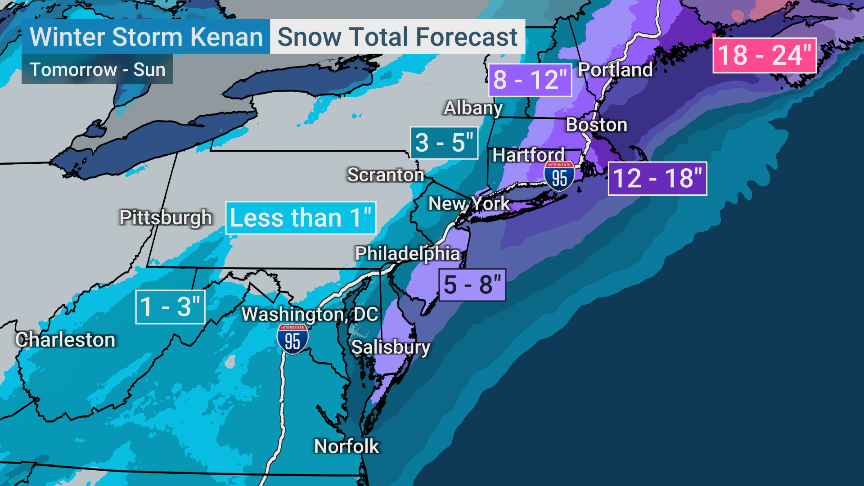 Winter Storm Kenan
Snow Total Forecast
Tomorrow - Sun
18 - 24"
8 - 12"
Portland
Albany
Boston
3 - 5"
Hartford
INTERSTATE
95
Scranton
12 - 18"
New York
Pittsburgh
Less than 1"
Philadelphia
5 - 8"
1 - 3"
Washington, DC
INTERSTATE
95
Charleston
Salisbury
Norfolk